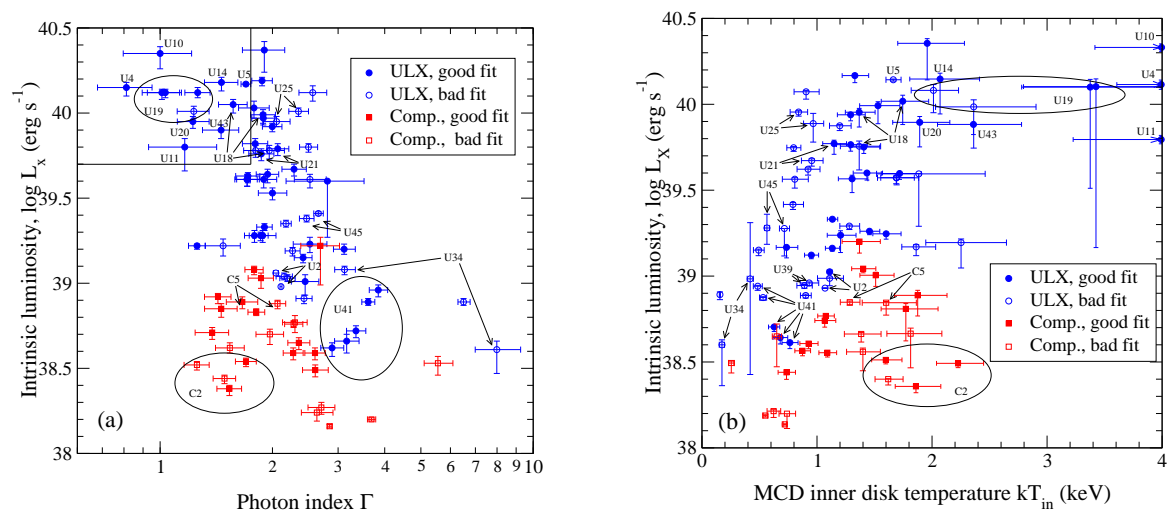 40.5
40
39.5
39
38.5
38
Intrinsic luminosity, log L_x (erg s^-1)
U10
U4
U14
U5
U19
U25
U20
U43
U18
U11
U21
U45
U2
U34
C5
U41
C2
ULX, good fit
ULX, bad fit
Comp., good fit
Comp., bad fit
(a)
1
2
3
4
5
6
7
8
9
10
Photon index Γ
40.5
40
39.5
39
38.5
38
Intrinsic luminosity, log L_X (erg s^-1)
U10
U14
U5
U4
U19
U25
U18
U20
U43
U11
U21
U45
U39
C5
U2
U34
U41
C2
ULX, good fit
ULX, bad fit
Comp., good fit
Comp., bad fit
(b)
0
1
2
3
4
MCD inner disk temperature kT_in (keV)